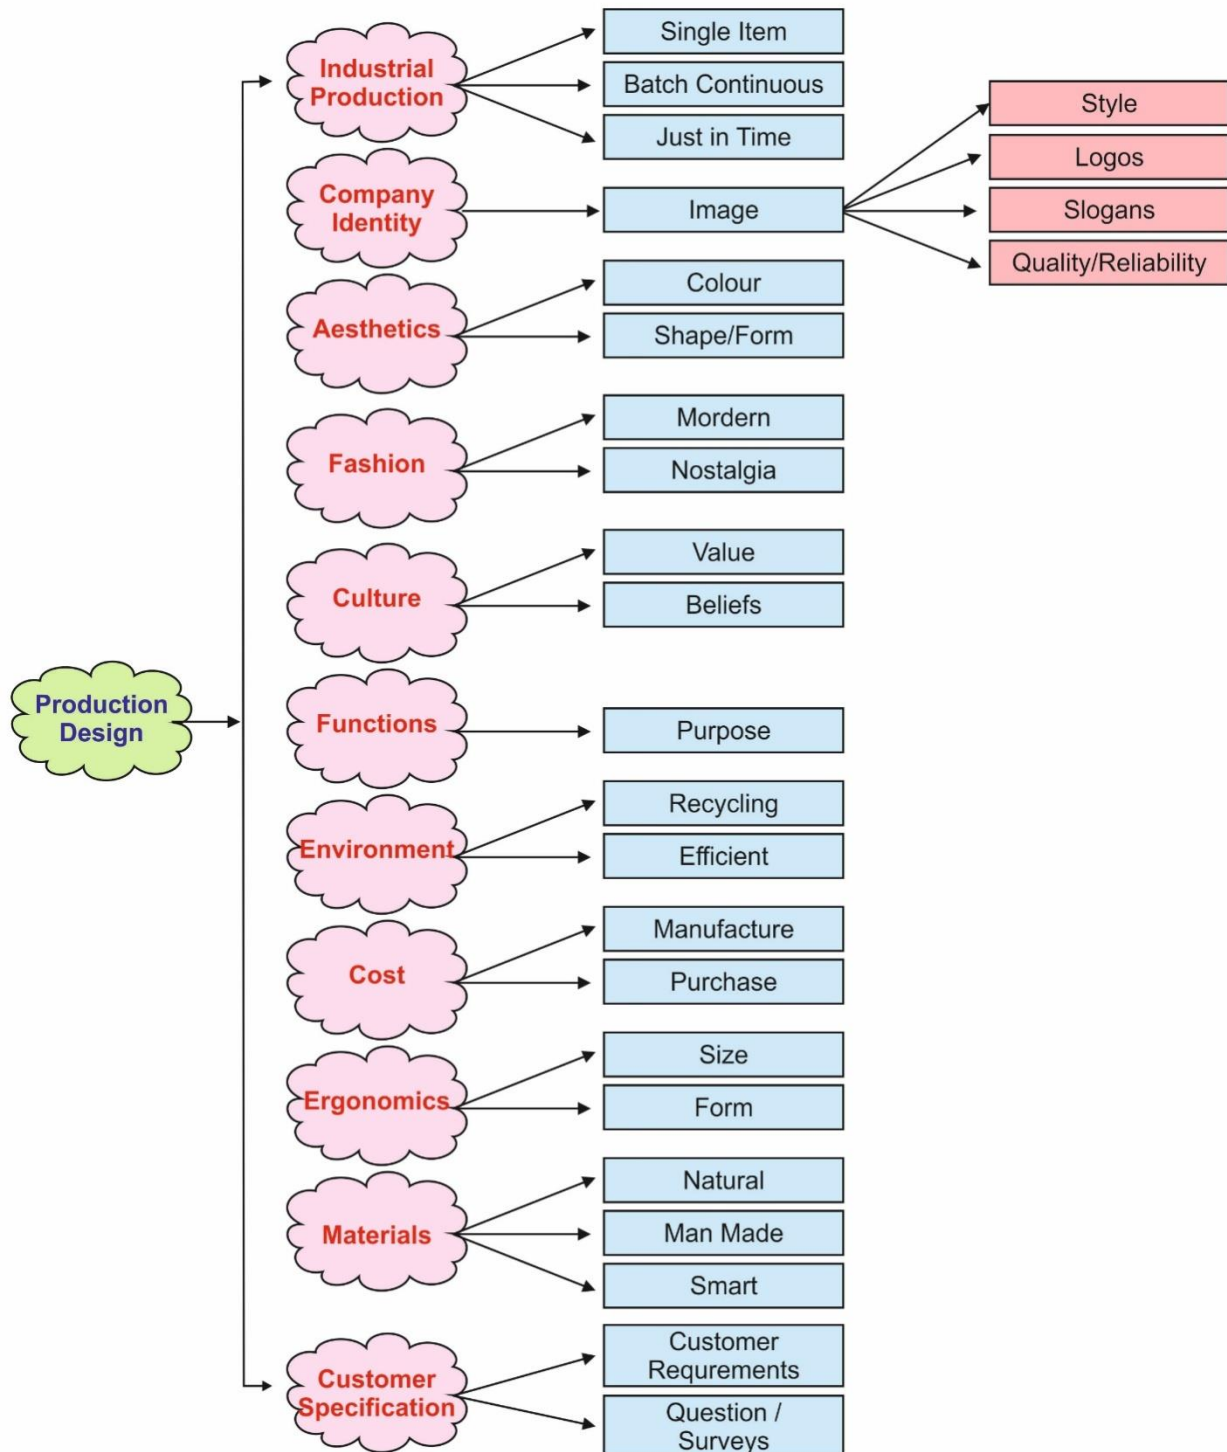 Industrial
Production
Single Item
Batch Continuous
Just in Time
Company
Identity
Image
Style
Logos
Slogans
Quality/Reliability
Aesthetics
Colour
Shape/Form
Fashion
Mordern
Nostalgia
Culture
Value
Beliefs
Production
Design
Functions
Purpose
Environment
Recycling
Efficient
Cost
Manufacture
Purchase
Ergonomics
Size
Form
Materials
Natural
Man Made
Smart
Customer
Specification
Customer
Requrements
Question /
Surveys